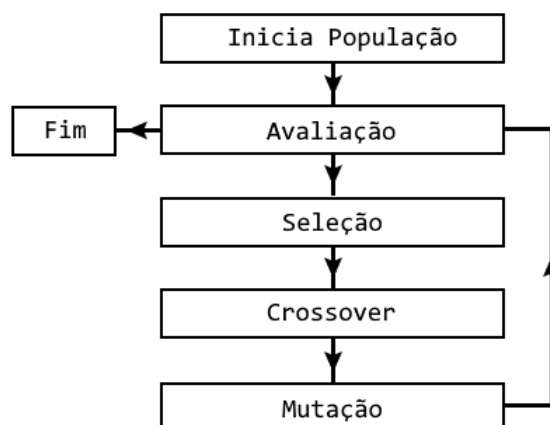 Inicia População
Fim
Avaliação
Seleção
Crossover
Mutação